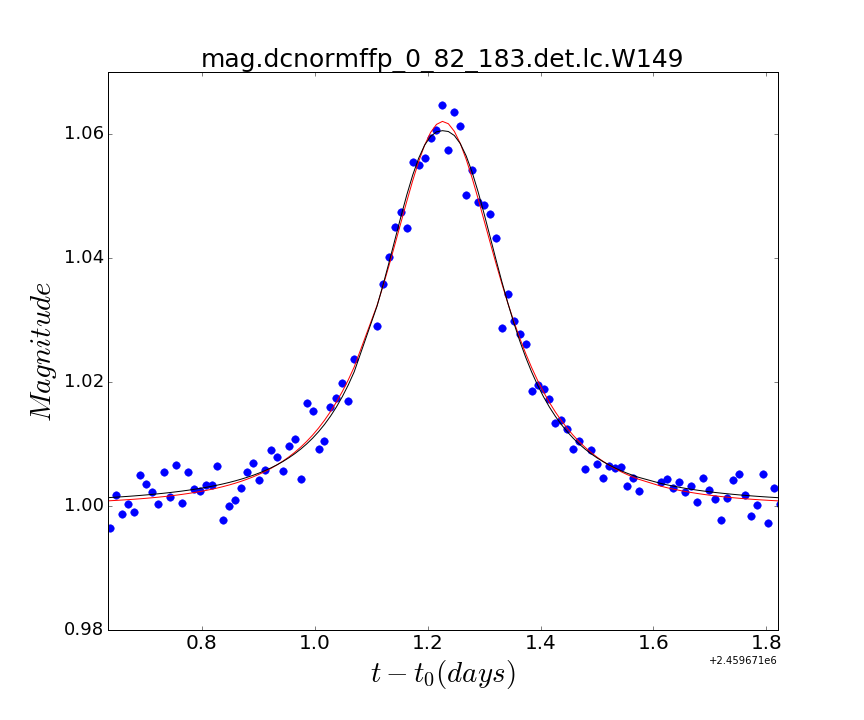 mag.dcnormffp_0_82_183.det.lc.W149
1.06
1.04
1.02
1.00
0.98
Magnitude
0.8 1.0 1.2 1.4 1.6 1.8
+2.459671e6
t − t₀(days)